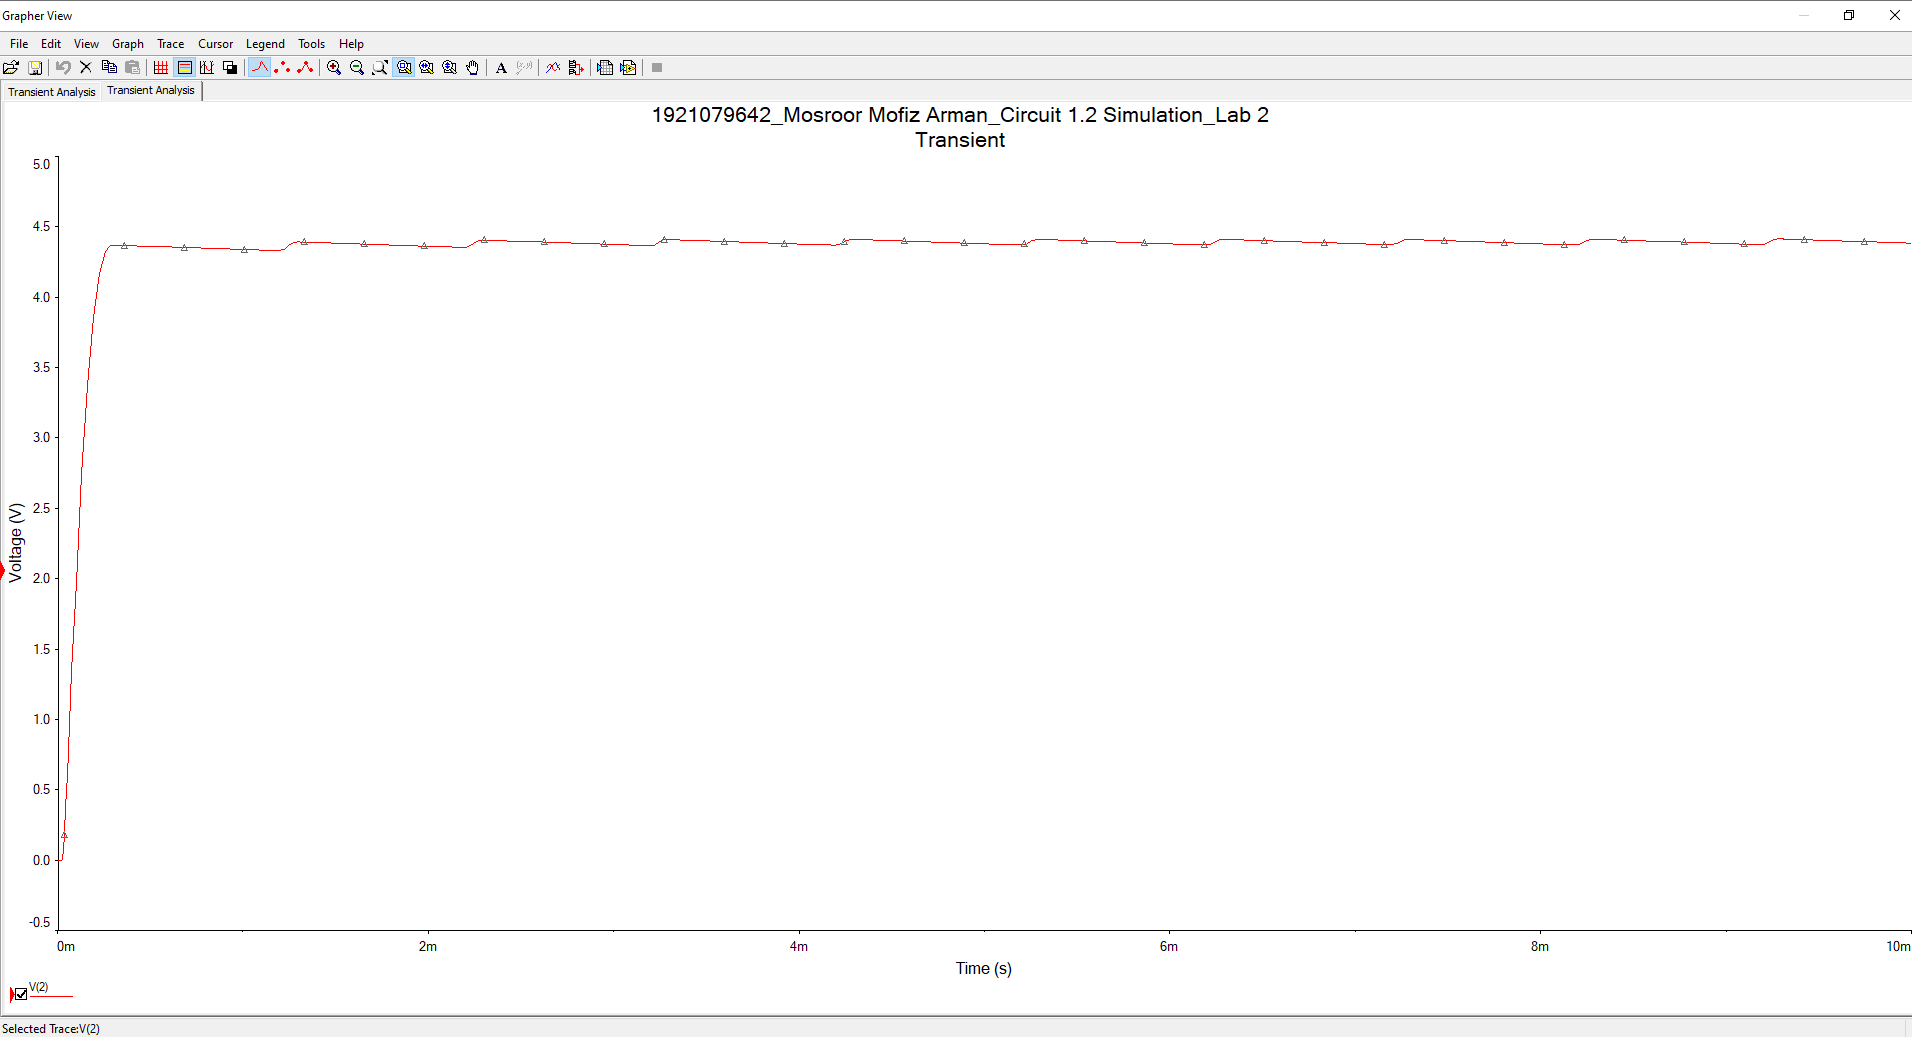 Grapher View
File Edit View Graph Trace Cursor Legend Tools Help
A
Transient Analysis Transient Analysis
1921079642_Mosroor Mofiz Arman_Circuit 1.2 Simulation_Lab 2
Transient
5.0
4.5
4.0
3.5
3.0
2.5
2.0
1.5
1.0
0.5
0.0
-0.5
Voltage (V)
0m 2m 4m 6m 8m 10m
Time (s)
V(2)
Selected Trace:V(2)